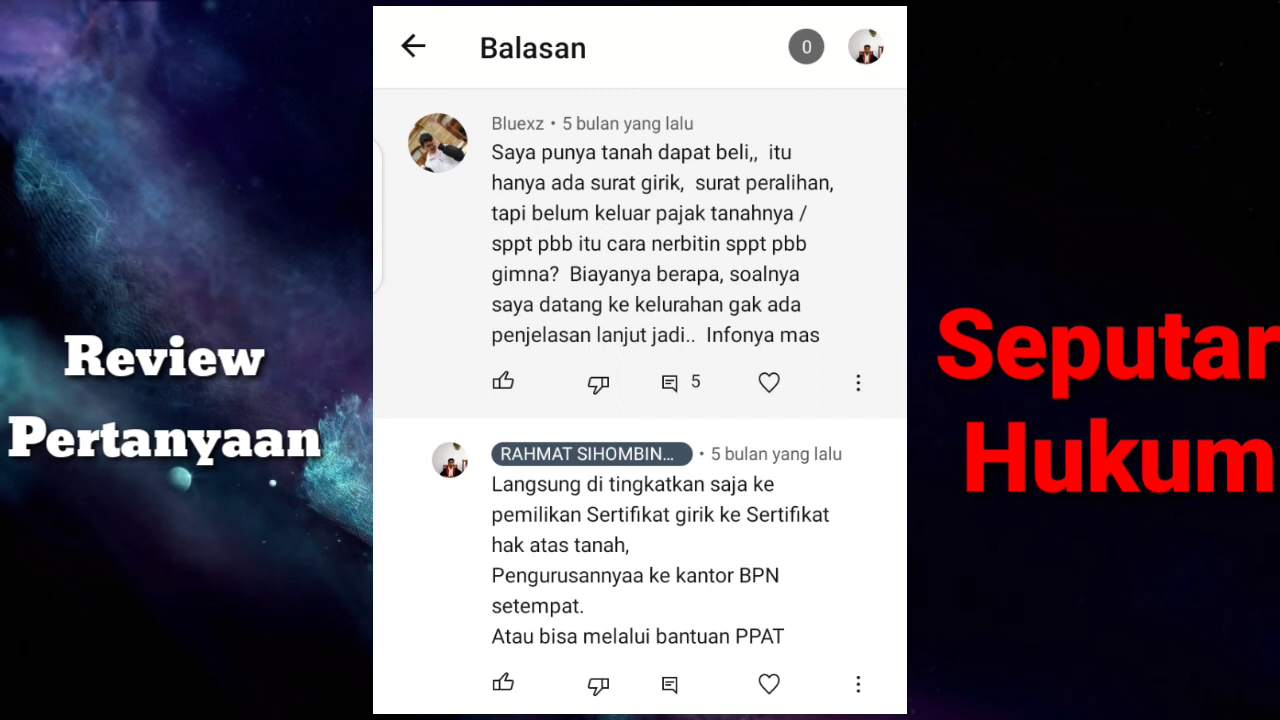 Balasan
0
Review
Pertanyaan
Bluexz • 5 bulan yang lalu
Saya punya tanah dapat beli,, itu
hanya ada surat girik, surat peralihan,
tapi belum keluar pajak tanahnya /
sppt pbb itu cara nerbitin sppt pbb
gimna? Biayanya berapa, soalnya
saya datang ke kelurahan gak ada
penjelasan lanjut jadi.. Infonya mas
5
RAHMAT SIHOMBIN... • 5 bulan yang lalu
Langsung di tingkatkan saja ke
pemilikan Sertifikat girik ke Sertifikat
hak atas tanah,
Pengurusannyaa ke kantor BPN
setempat.
Atau bisa melalui bantuan PPAT
Seputar
Hukum